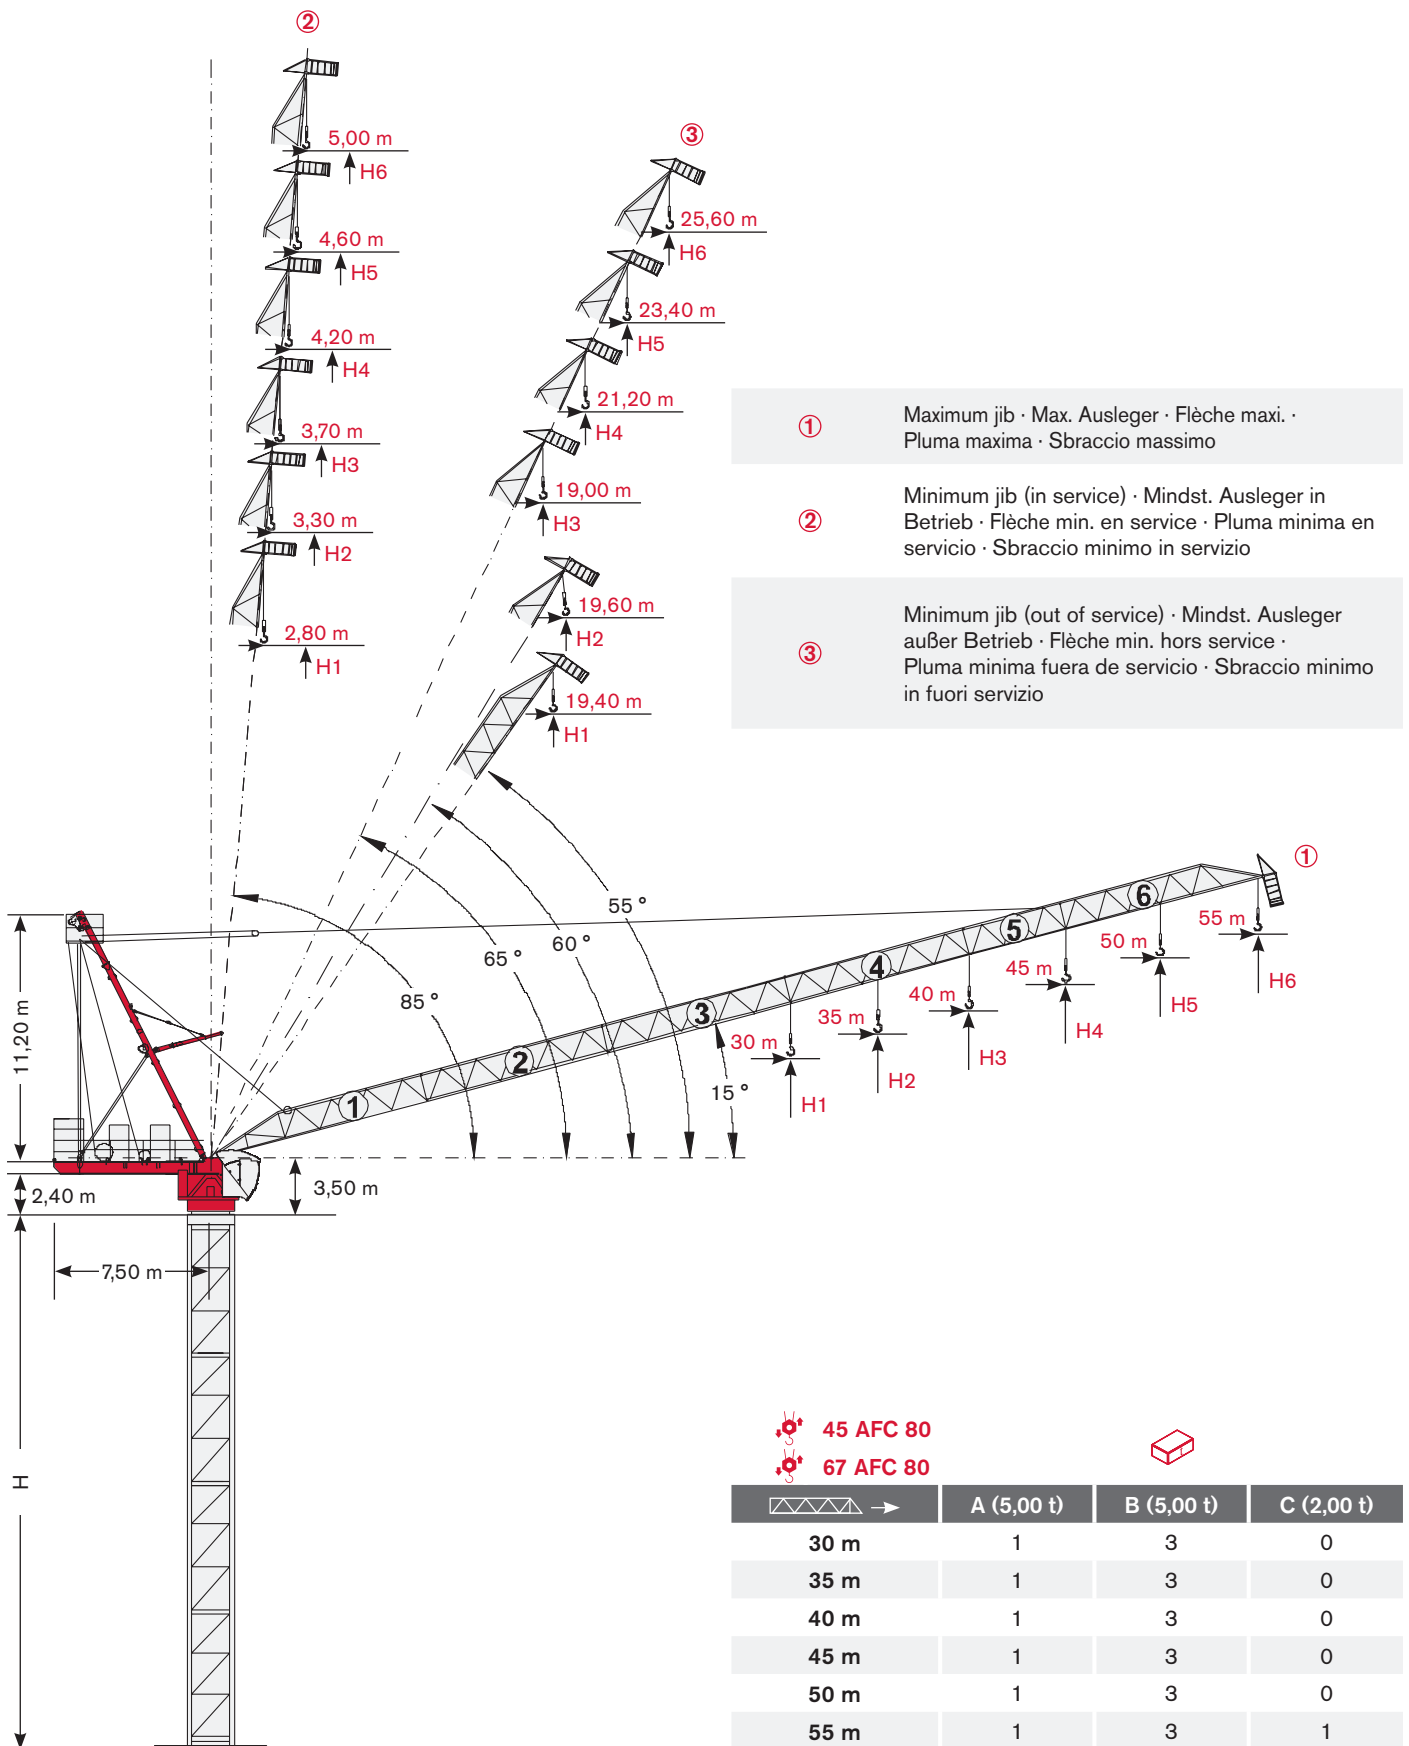 ②
5,00 m
H6
4,60 m
H5
4,20 m
H4
3,70 m
H3
3,30 m
H2
2,80 m
H1
③
25,60 m
H6
23,40 m
H5
21,20 m
H4
19,00 m
H3
19,60 m
H2
19,40 m
H1
① Maximum jib · Max. Ausleger · Flèche maxi. ·
Pluma maxima · Sbraccio massimo
② Minimum jib (in service) · Mindst. Ausleger in
Betrieb · Flèche min. en service · Pluma minima en
servicio · Sbraccio minimo in servizio
③ Minimum jib (out of service) · Mindst. Ausleger
außer Betrieb · Flèche min. hors service ·
Pluma minima fuera de servicio · Sbraccio minimo
in fuori servizio
85 °
65 °
60 °
55 °
15 °
①
1
2
3
4
5
6
30 m
H1
35 m
H2
40 m
H3
45 m
H4
50 m
H5
55 m
H6
11,20 m
2,40 m
3,50 m
7,50 m
H
45 AFC 80
67 AFC 80
A (5,00 t) B (5,00 t) C (2,00 t)
30 m 1 3 0
35 m 1 3 0
40 m 1 3 0
45 m 1 3 0
50 m 1 3 0
55 m 1 3 1